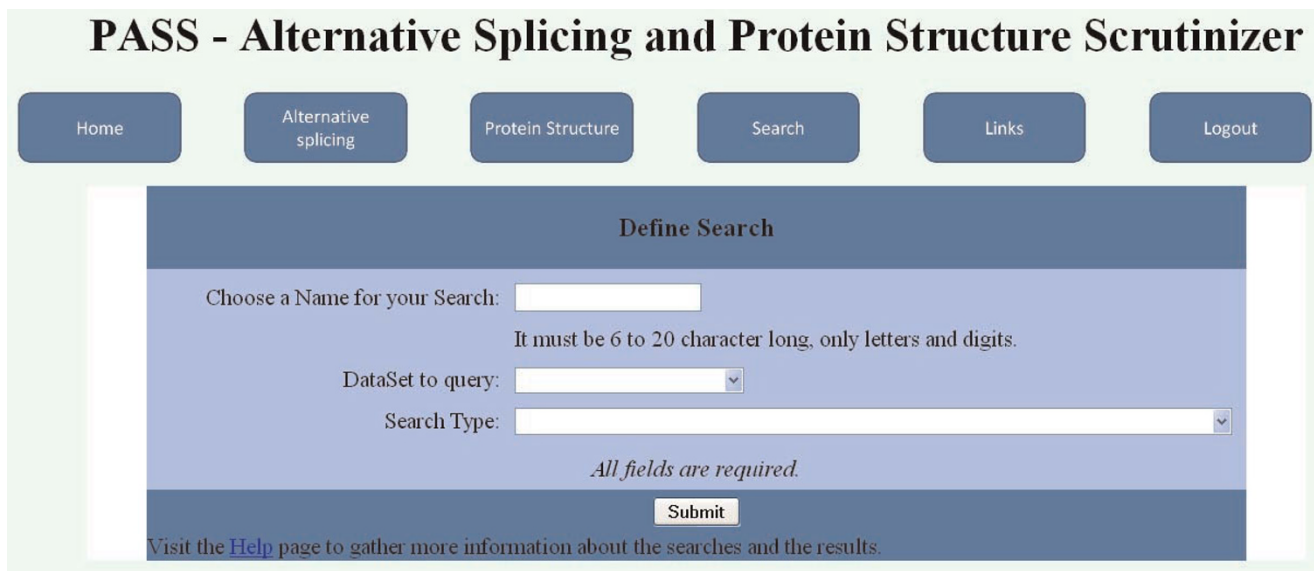 PASS - Alternative Splicing and Protein Structure Scrutinizer
Home
Alternative
splicing
Protein Structure
Search
Links
Logout
Define Search
Choose a Name for your Search:
It must be 6 to 20 character long, only letters and digits.
DataSet to query:
Search Type:
All fields are required.
Submit
Visit the Help page to gather more information about the searches and the results.